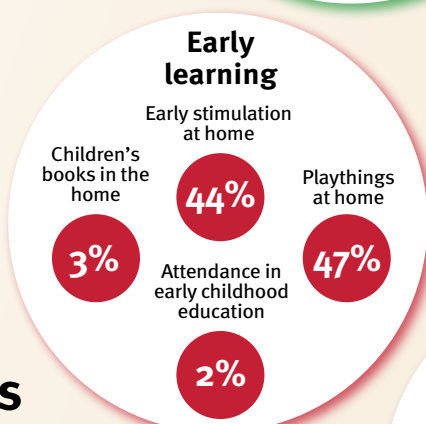 Early
learning
Early stimulation
at home
44%
Children's
books in the
home
3%
Playthings
at home
47%
Attendance in
early childhood
education
2%
s